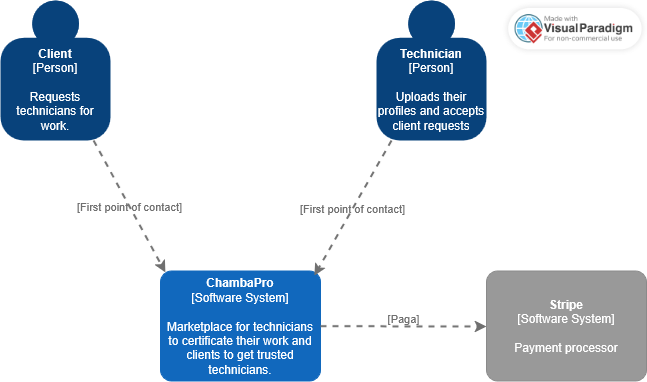 Client
[Person]
Requests
technicians for
work.
Technician
[Person]
Uploads their
profiles and accepts
client requests
Made with
Visual Paradigm
For non-commercial use
[First point of contact]
[First point of contact]
ChambaPro
[Software System]
Marketplace for technicians
to certificate their work and
clients to get trusted
technicians.
[Paga]
Stripe
[Software System]
Payment processor